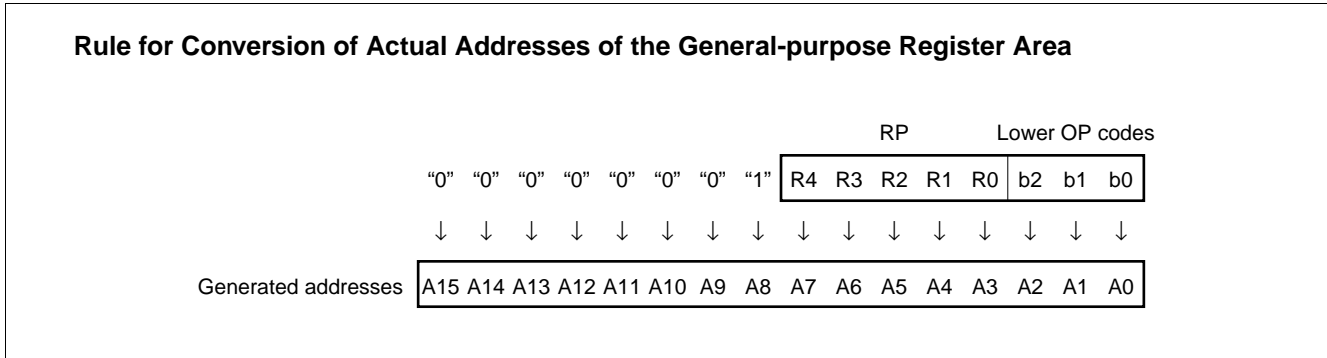 Rule for Conversion of Actual Addresses of the General-purpose Register Area
RP Lower OP codes
“0” “0” “0” “0” “0” “0” “0” “1” R4 R3 R2 R1 R0 b2 b1 b0
↓ ↓ ↓ ↓ ↓ ↓ ↓ ↓ ↓ ↓ ↓ ↓ ↓ ↓ ↓ ↓
Generated addresses A15 A14 A13 A12 A11 A10 A9 A8 A7 A6 A5 A4 A3 A2 A1 A0